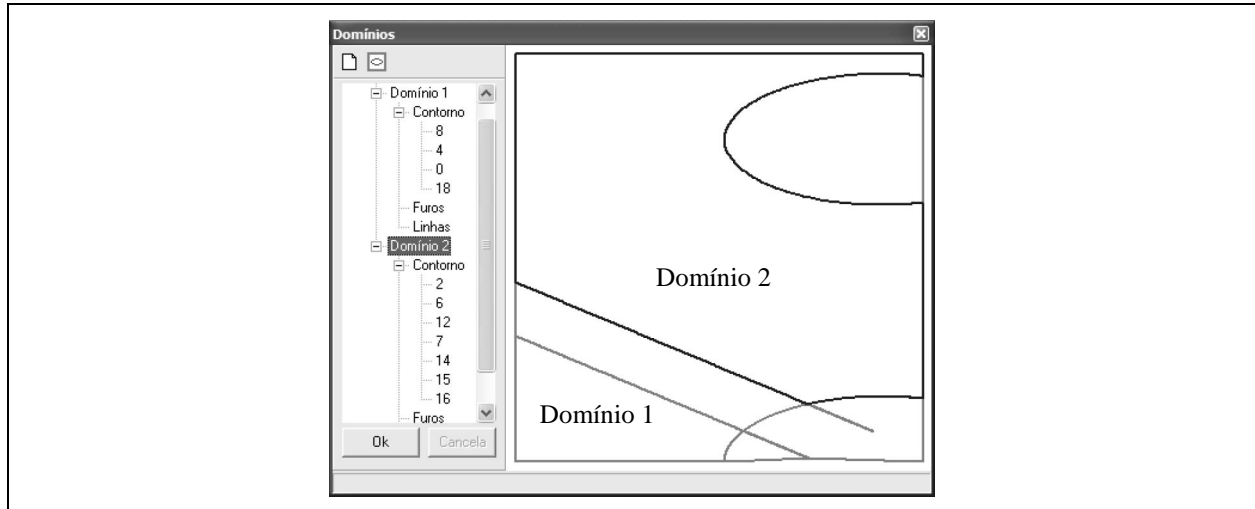 Domínios
Domínio 1
Contorno
8
4
0
18
Furos
Linhas
Domínio 2
Contorno
2
6
12
7
14
15
16
Furos
Ok
Cancela
Domínio 2
Domínio 1